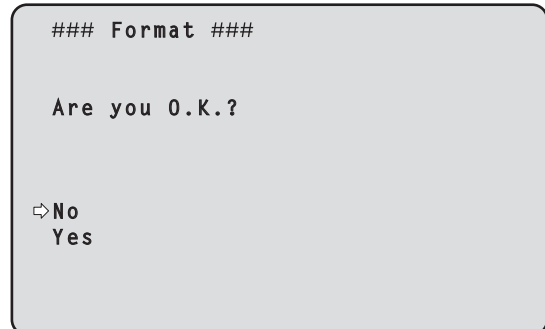 ### Format ###
Are you O.K.?
⇨No
Yes